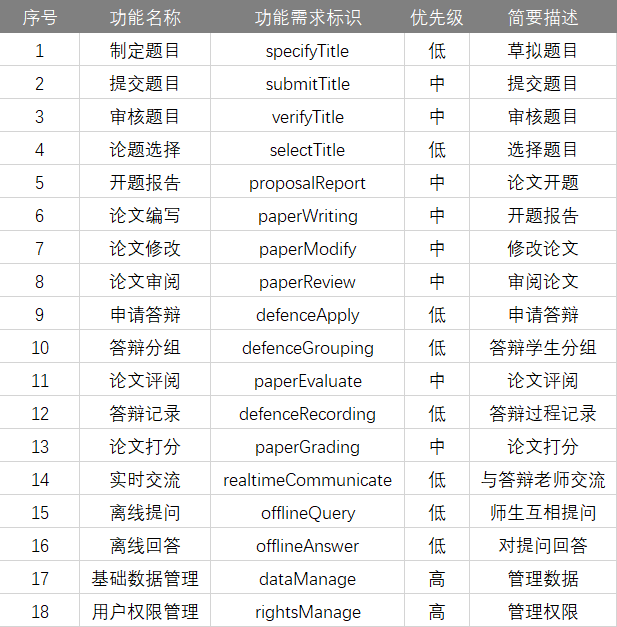 序号 功能名称 功能需求标识 优先级 简要描述
1 制定题目 specifyTitle 低 草拟题目
2 提交题目 submitTitle 中 提交题目
3 审核题目 verifyTitle 中 审核题目
4 论题选择 selectTitle 低 选择题目
5 开题报告 proposalReport 中 论文开题
6 论文编写 paperWriting 中 开题报告
7 论文修改 paperModify 中 修改论文
8 论文审阅 paperReview 中 审阅论文
9 申请答辩 defenceApply 低 申请答辩
10 答辩分组 defenceGrouping 低 答辩学生分组
11 论文评阅 paperEvaluate 中 论文评阅
12 答辩记录 defenceRecording 低 答辩过程记录
13 论文打分 paperGrading 中 论文打分
14 实时交流 realtimeCommunicate 低 与答辩老师交流
15 离线提问 offlineQuery 低 师生互相提问
16 离线回答 offlineAnswer 低 对提问回答
17 基础数据管理 dataManage 高 管理数据
18 用户权限管理 rightsManage 高 管理权限